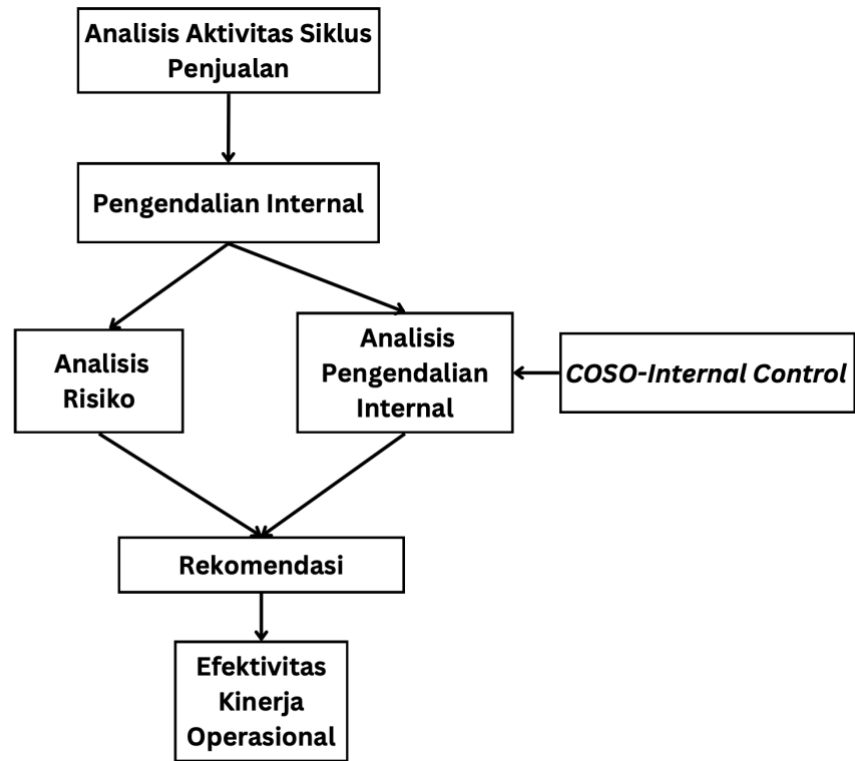 Analisis Aktivitas Siklus
Penjualan
Pengendalian Internal
Analisis
Risiko
Analisis
Pengendalian
Internal
COSO-Internal Control
Rekomendasi
Efektivitas
Kinerja
Operasional